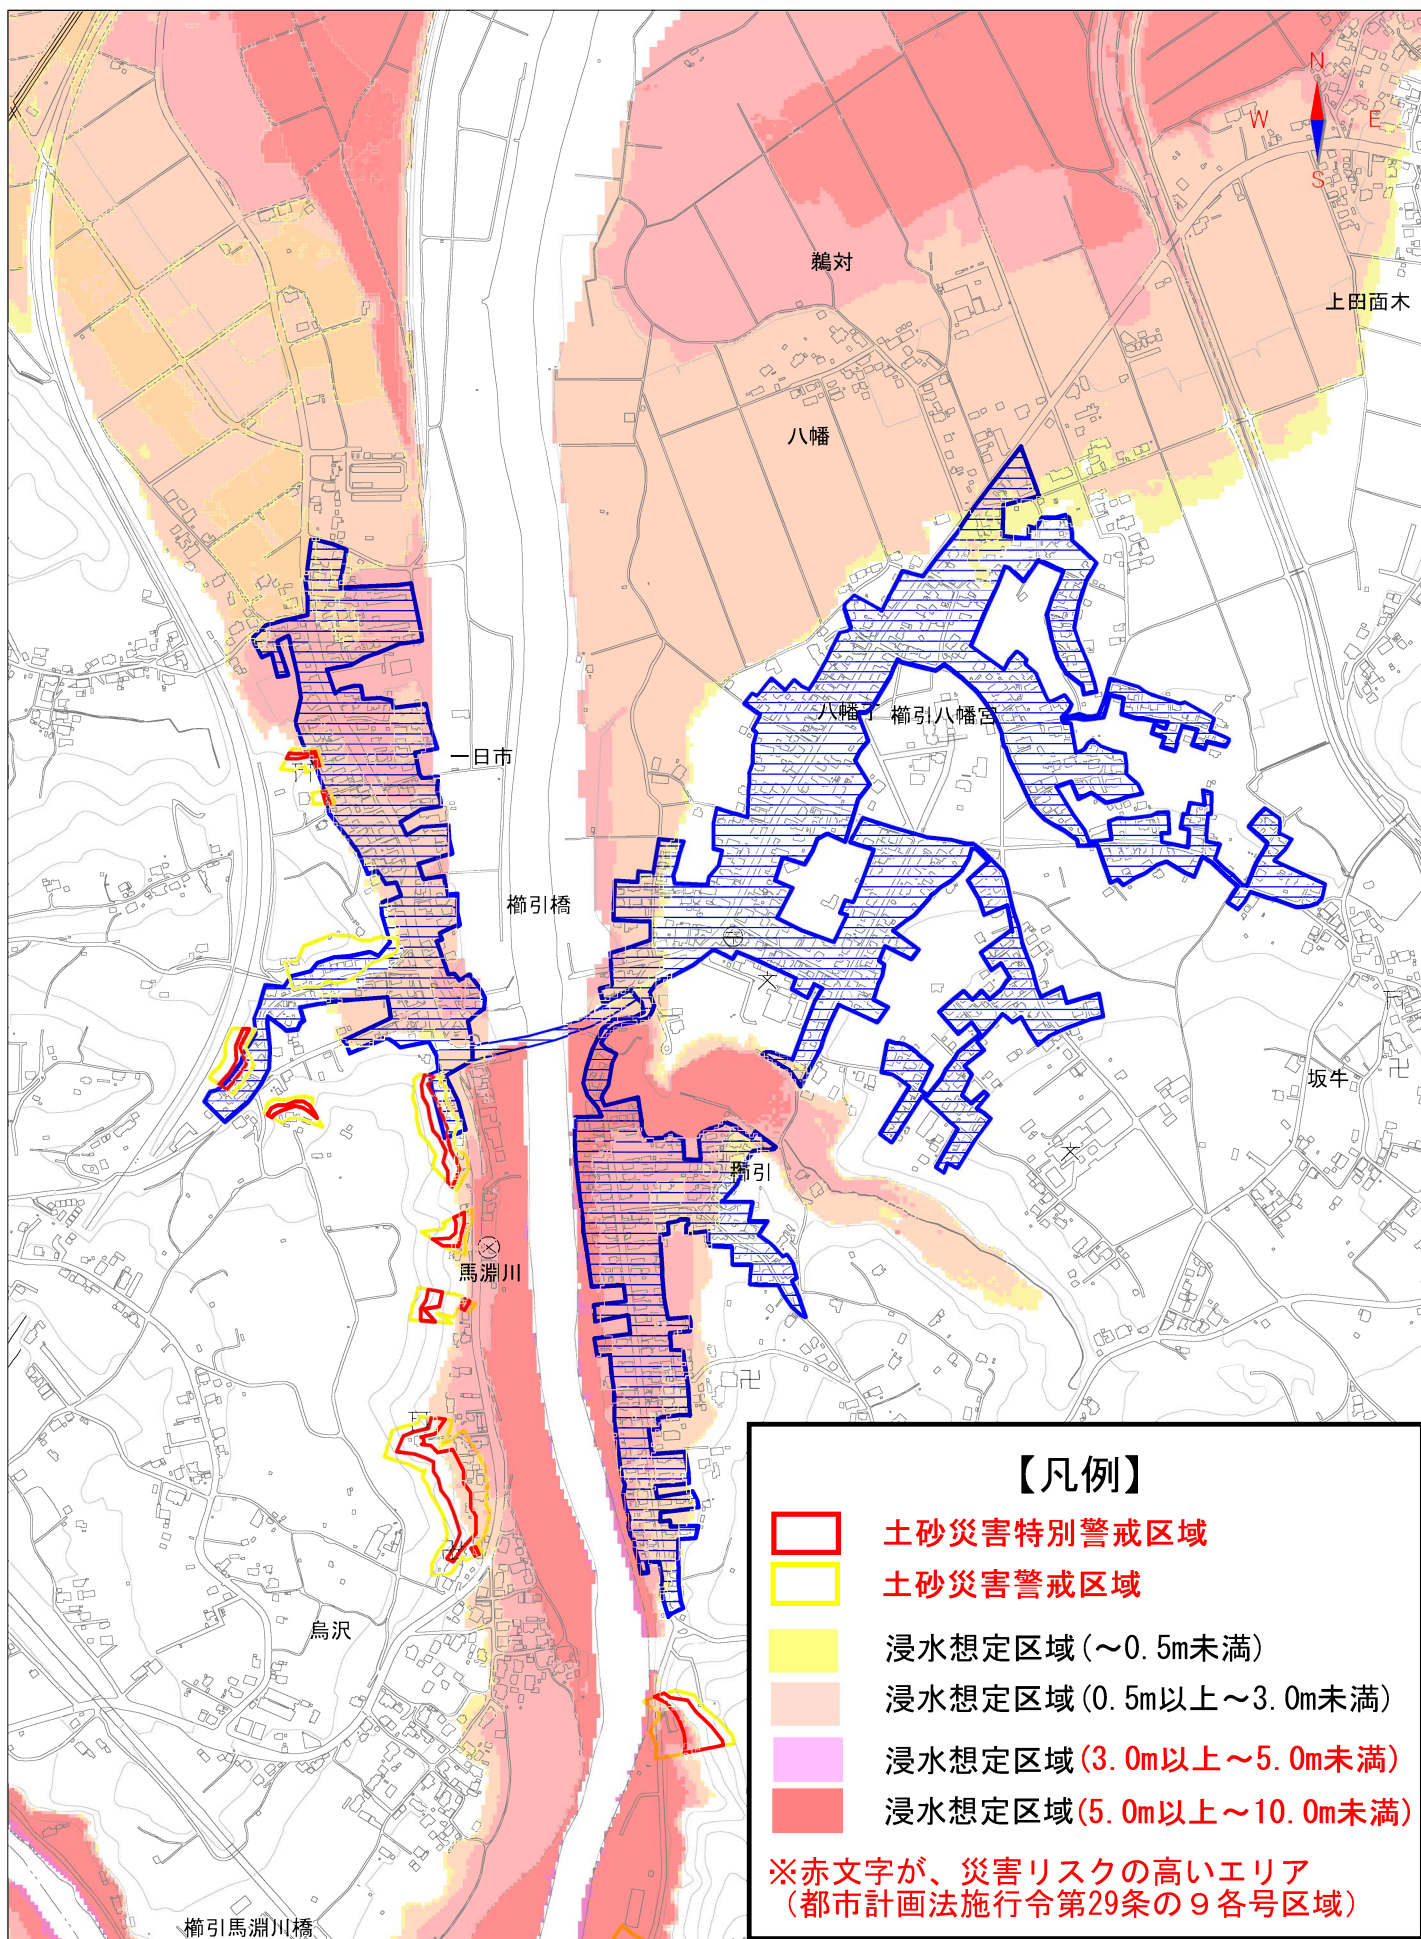 N
W E
S
鵜対
上田面木
八幡
八幡丁 櫛引八幡宮
一日市
櫛引橋
坂牛
櫛引
馬淵川
烏沢
櫛引馬淵川橋
【凡例】
土砂災害特別警戒区域
土砂災害警戒区域
浸水想定区域(～0.5m未満)
浸水想定区域(0.5m以上～3.0m未満)
浸水想定区域(3.0m以上～5.0m未満)
浸水想定区域(5.0m以上～10.0m未満)
※赤文字が、災害リスクの高いエリア
（都市計画法施行令第29条の９各号区域）